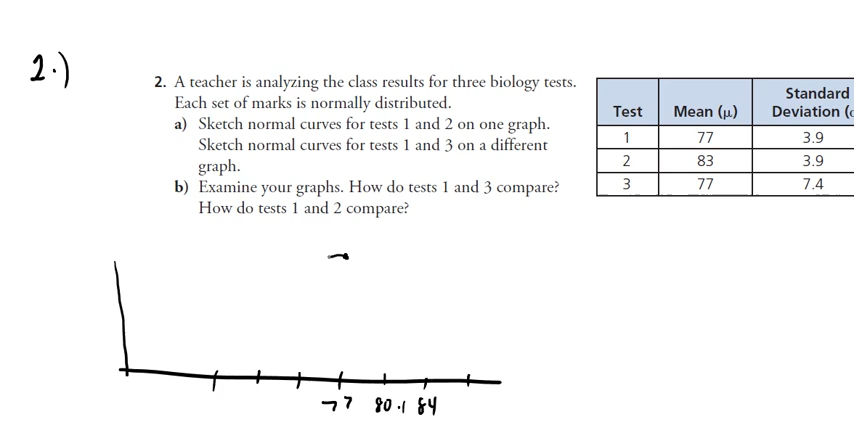 2.)
2. A teacher is analyzing the class results for three biology tests.
Each set of marks is normally distributed.
a) Sketch normal curves for tests 1 and 2 on one graph.
Sketch normal curves for tests 1 and 3 on a different
graph.
b) Examine your graphs. How do tests 1 and 3 compare?
How do tests 1 and 2 compare?
Test Mean (μ) Standard Deviation (σ
1 77 3.9
2 83 3.9
3 77 7.4
77 80.1 84